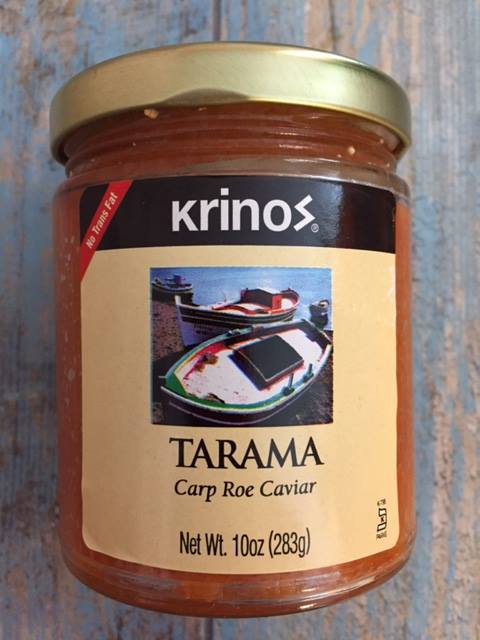 No Trans Fat
Krinos®
TARAMA
Carp Roe Caviar
Net Wt. 10oz (283g)